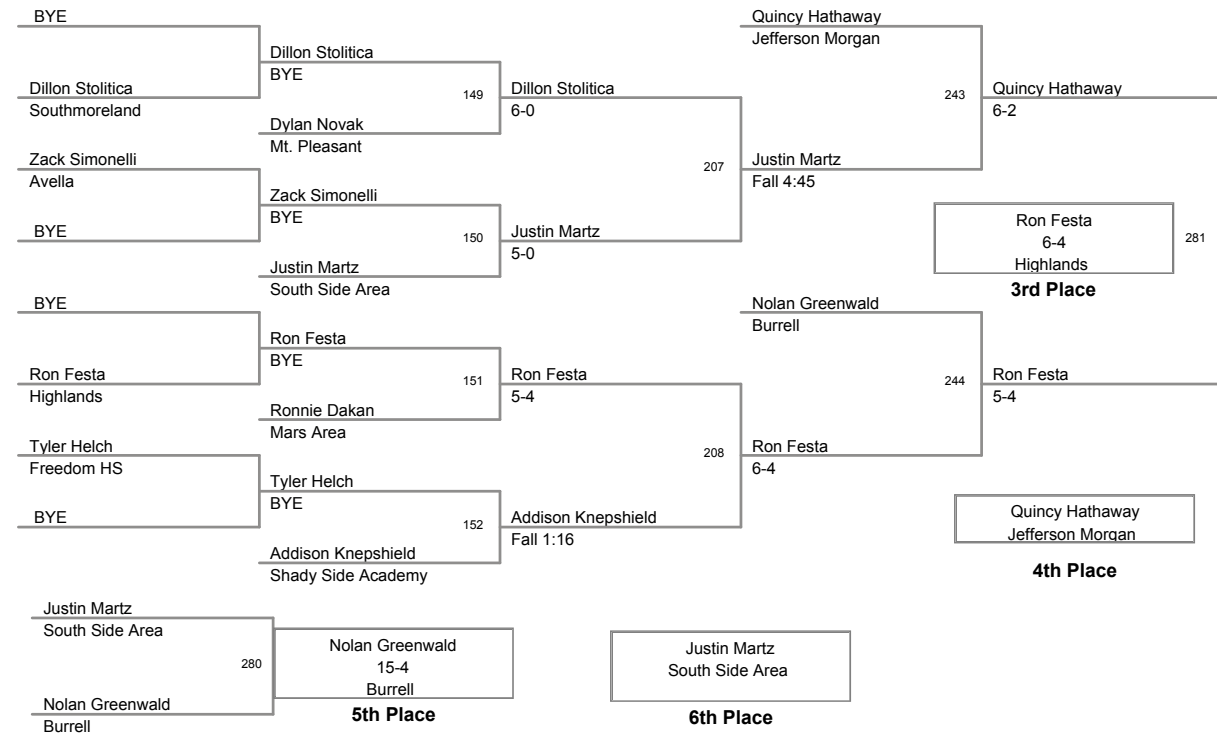 BYE
Dillon Stolitica
Southmoreland
Zack Simonelli
Avella
BYE
BYE
Ron Festa
Highlands
Tyler Helch
Freedom HS
BYE
Dillon Stolitica
BYE
149
Dylan Novak
Mt. Pleasant
Zack Simonelli
BYE
150
Justin Martz
South Side Area
Ron Festa
BYE
151
Ronnie Dakan
Mars Area
Tyler Helch
BYE
152
Addison Knepshield
Shady Side Academy
Dillon Stolitica
6-0
207
Justin Martz
5-0
Ron Festa
5-4
208
Addison Knepshield
Fall 1:16
Quincy Hathaway
Jefferson Morgan
243
Justin Martz
Fall 4:45
Nolan Greenwald
Burrell
244
Ron Festa
6-4
Quincy Hathaway
6-2
Ron Festa
6-4
Highlands
281
3rd Place
Ron Festa
5-4
Quincy Hathaway
Jefferson Morgan
4th Place
Justin Martz
South Side Area
280
Nolan Greenwald
Burrell
Nolan Greenwald
15-4
Burrell
5th Place
Justin Martz
South Side Area
6th Place